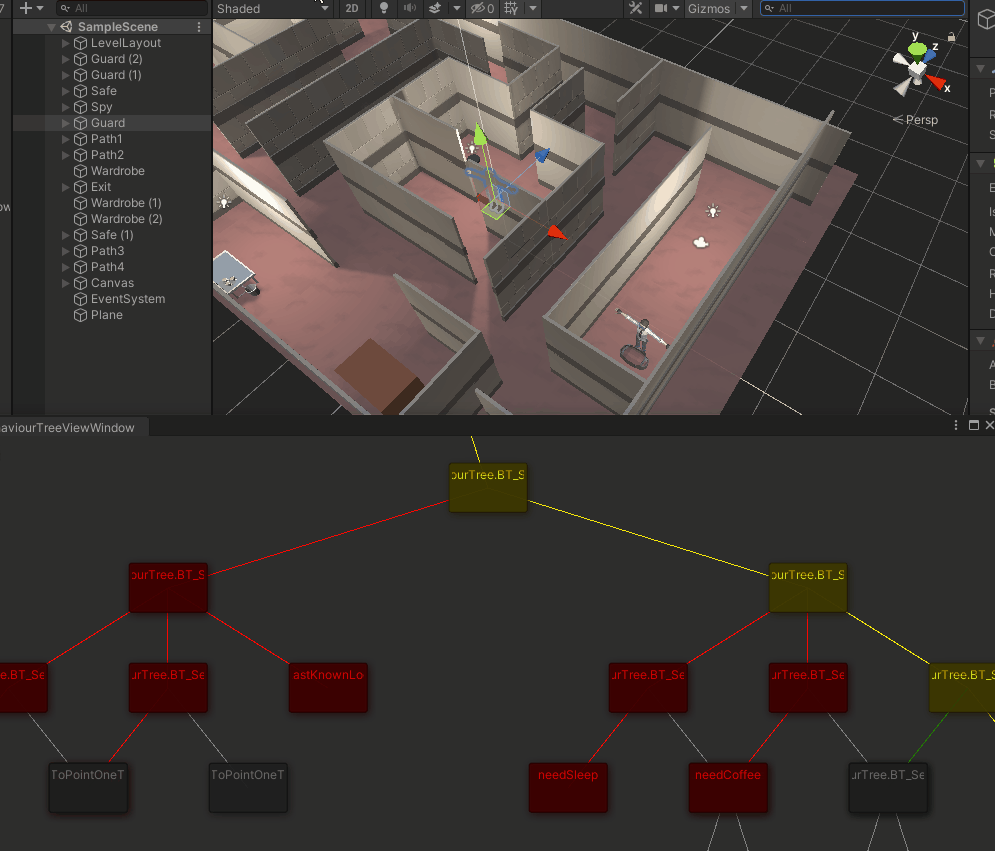 All
Shaded
2D
0
Gizmos
All
SampleScene
LevelLayout
Guard (2)
Guard (1)
Safe
Spy
Guard
Path1
Path2
Wardrobe
Exit
Wardrobe (1)
Wardrobe (2)
Safe (1)
Path3
Path4
Canvas
EventSystem
Plane
y
z
x
Persp
aviourTreeViewWindow
ourTree.BT_S
ourTree.BT_S
ourTree.BT_S
e.BT_Se
urTree.BT_Se
astKnownLo
urTree.BT_Se
urTree.BT_Se
urTree.BT_S
ToPointOneT
ToPointOneT
needSleep
needCoffee
urTree.BT_Se